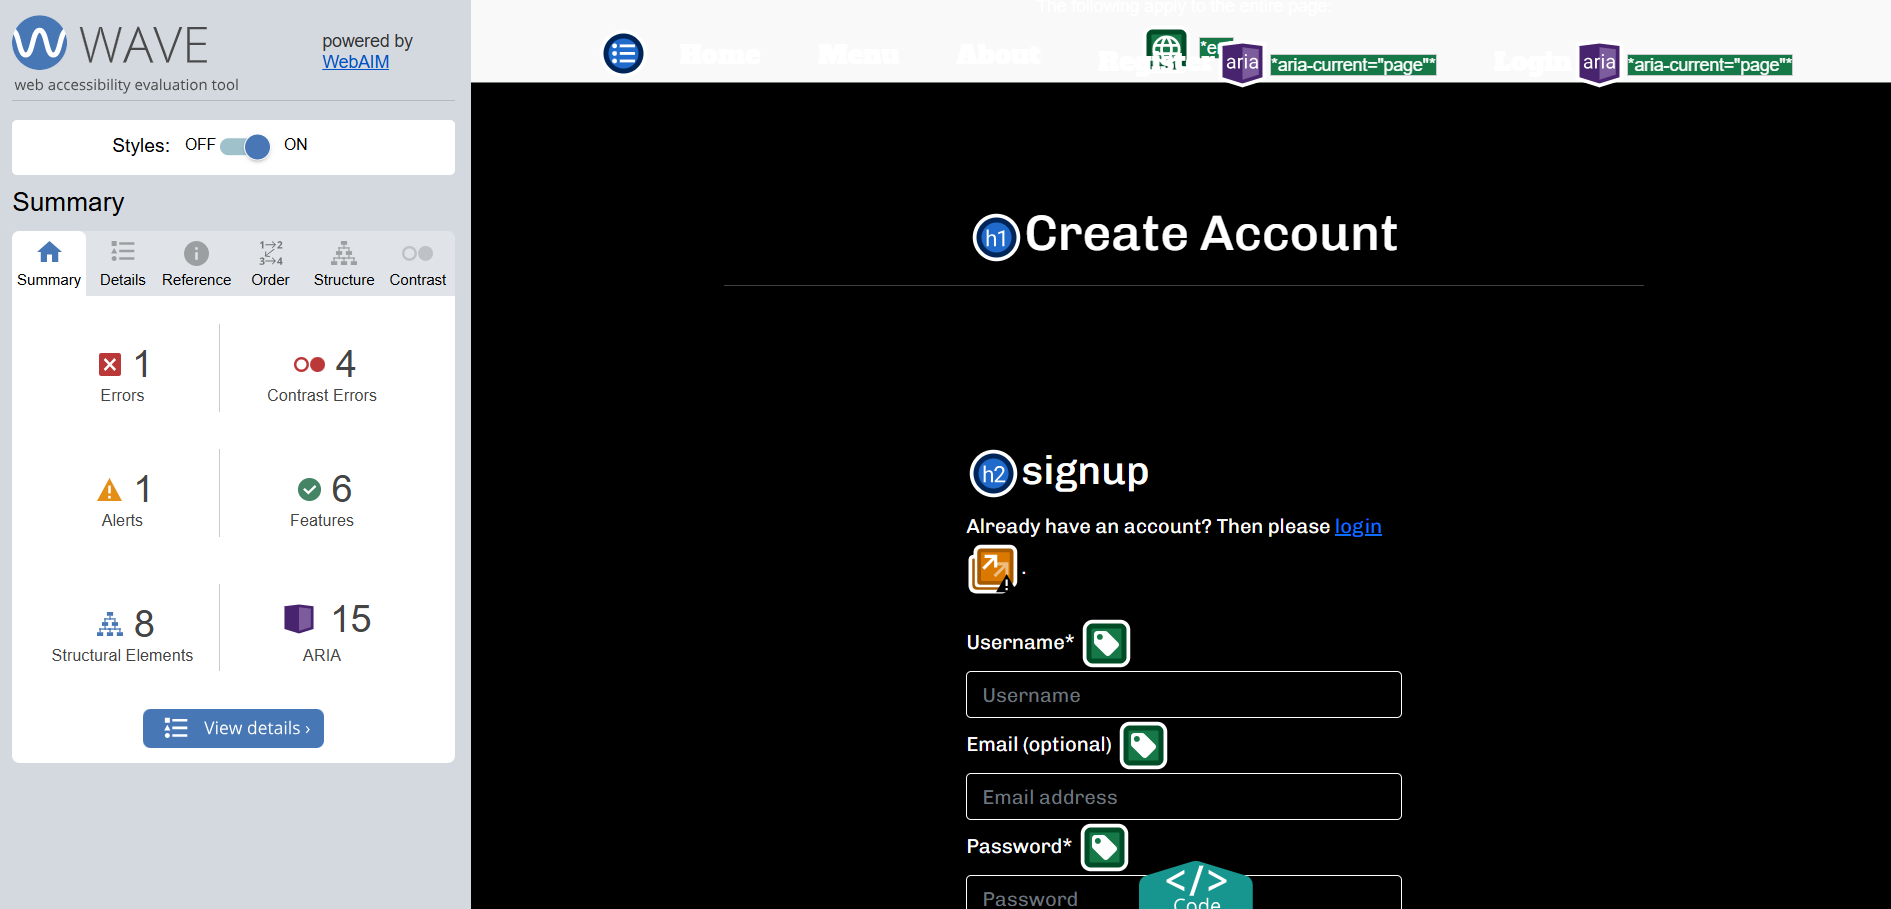 WAVE
powered by
WebAIM
web accessibility evaluation tool
Styles: OFF ON
Summary
Summary Details Reference Order Structure Contrast
1 Errors
4 Contrast Errors
1 Alerts
6 Features
8 Structural Elements
15 ARIA
View details ›
The following apply to the entire page:
Home Menu About Register aria *aria-current="page"* Login aria *aria-current="page"*
h1 Create Account
h2 signup
Already have an account? Then please login
.
Username*
Username
Email (optional)
Email address
Password*
Password
</>
Code